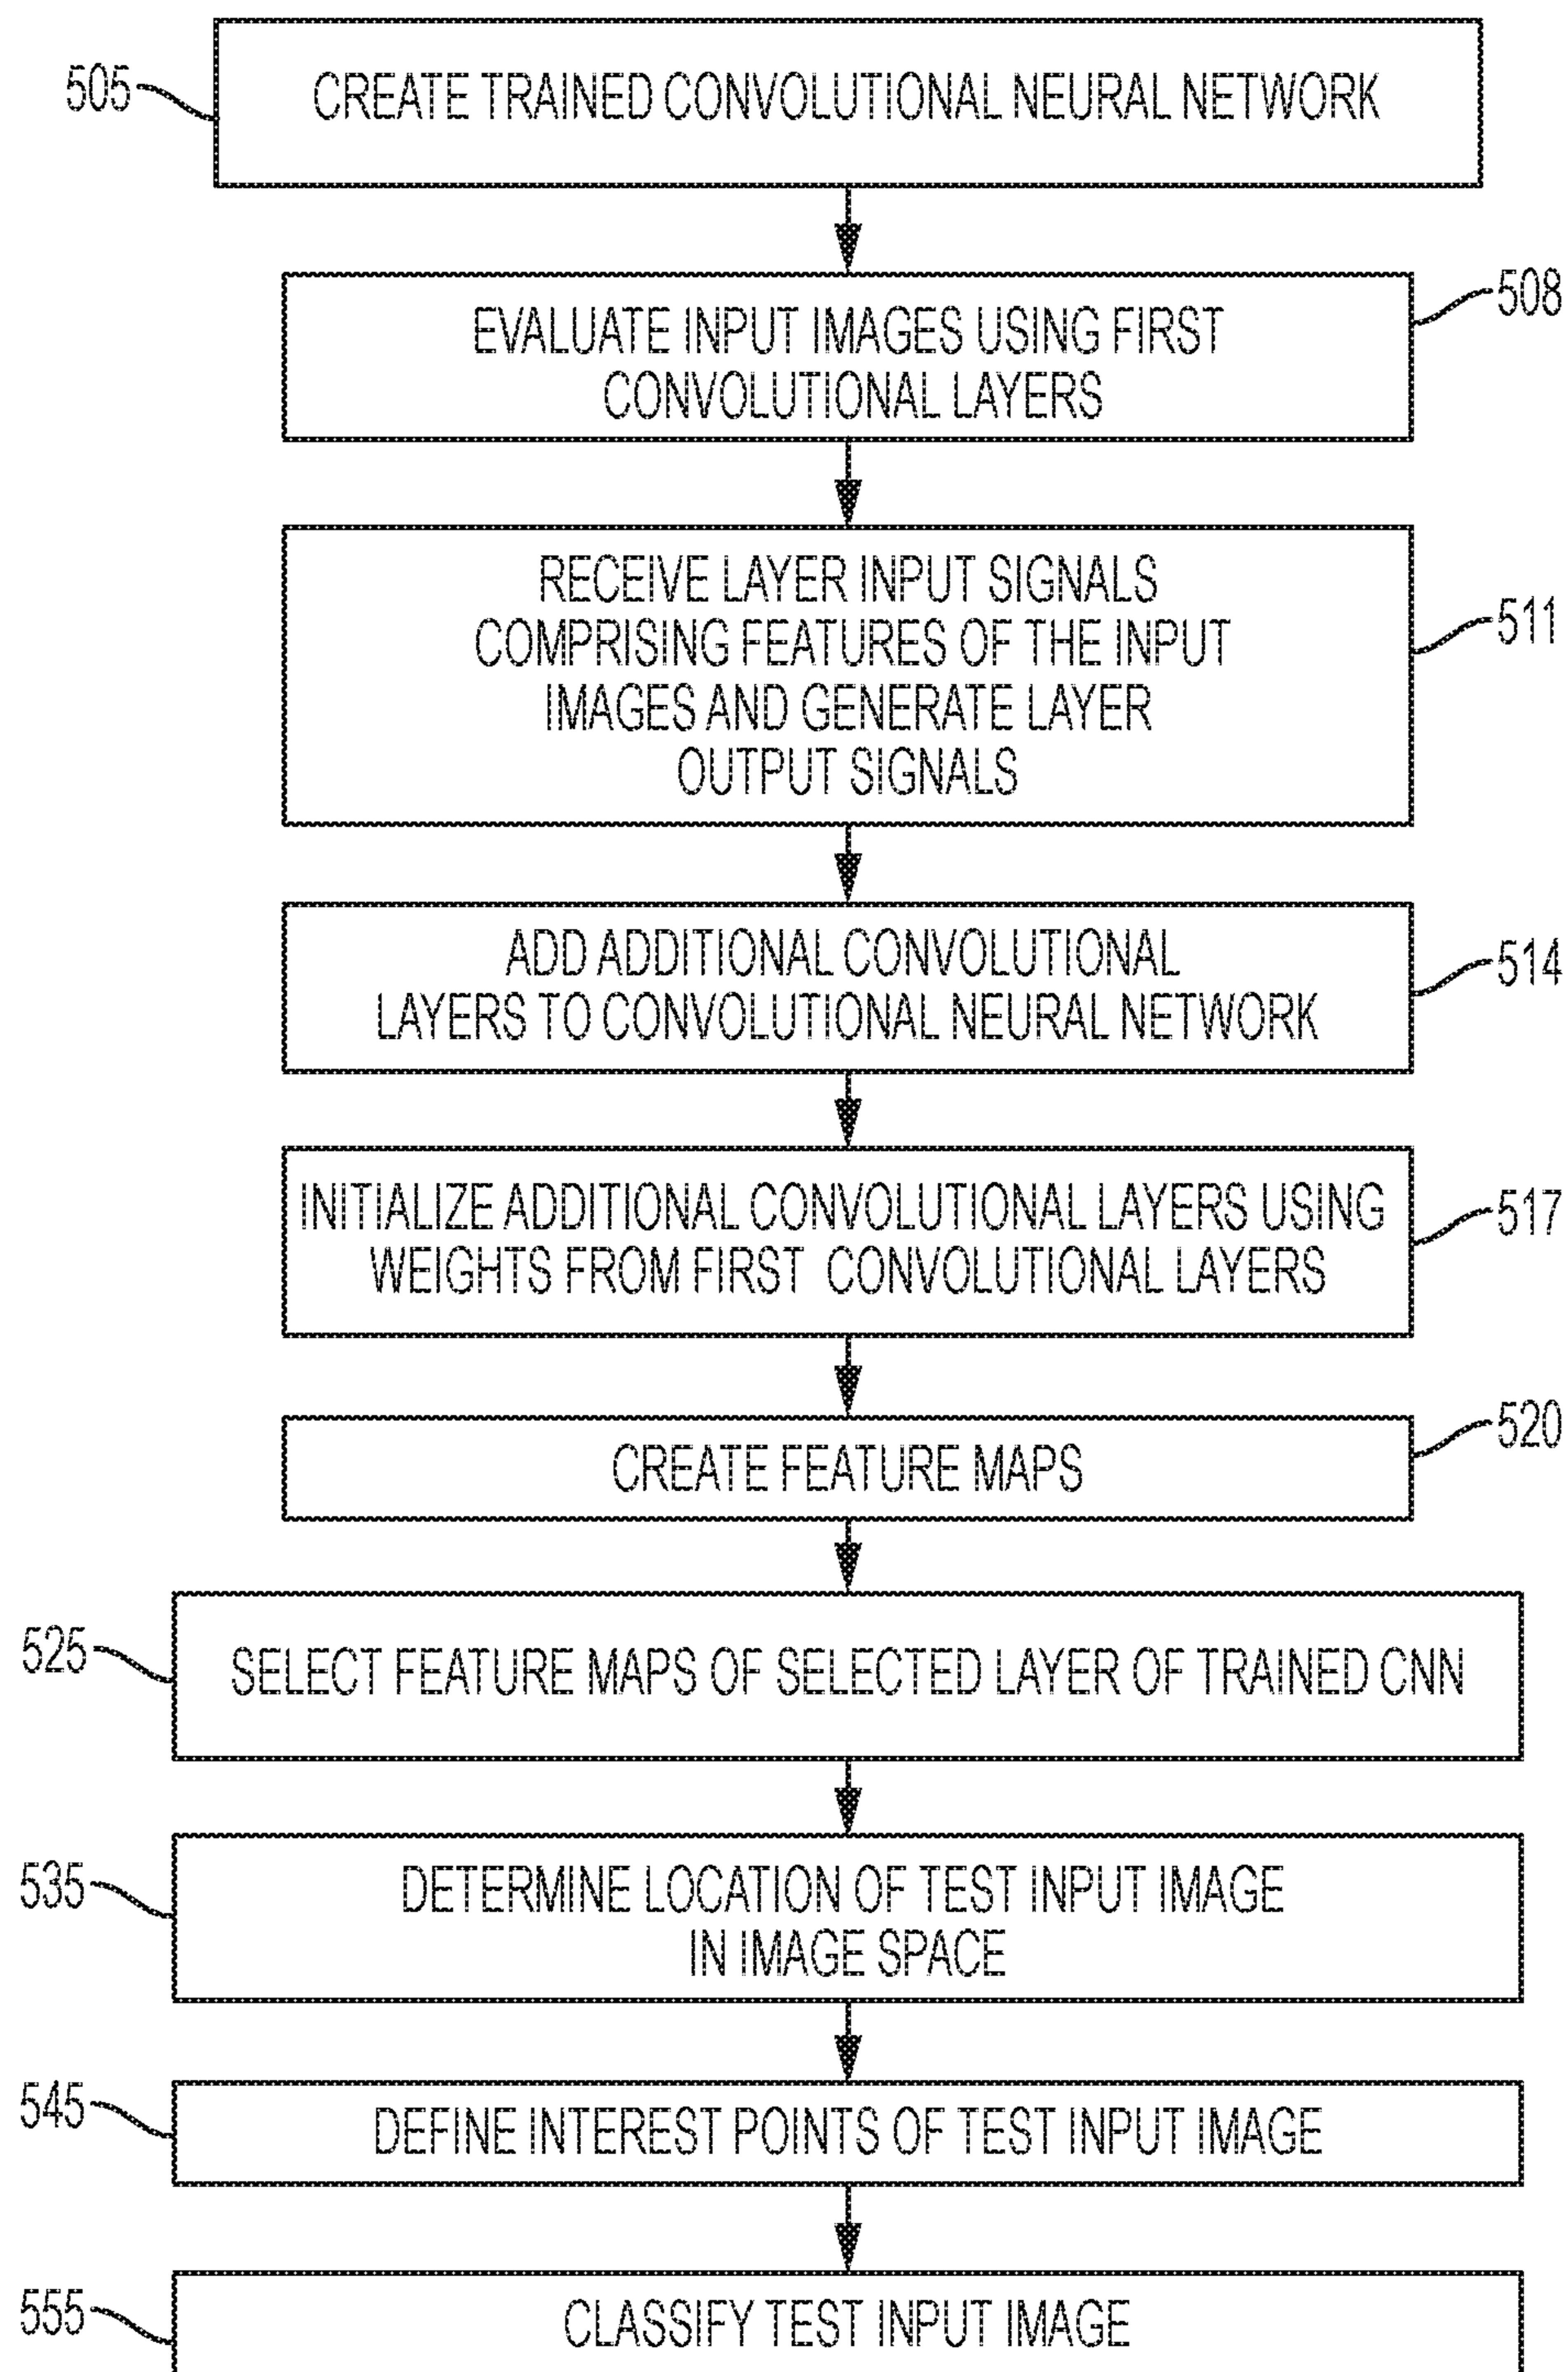 505
CREATE TRAINED CONVOLUTIONAL NEURAL NETWORK
508
EVALUATE INPUT IMAGES USING FIRST
CONVOLUTIONAL LAYERS
511
RECEIVE LAYER INPUT SIGNALS
COMPRISING FEATURES OF THE INPUT
IMAGES AND GENERATE LAYER
OUTPUT SIGNALS
514
ADD ADDITIONAL CONVOLUTIONAL
LAYERS TO CONVOLUTIONAL NEURAL NETWORK
517
INITIALIZE ADDITIONAL CONVOLUTIONAL LAYERS USING
WEIGHTS FROM FIRST CONVOLUTIONAL LAYERS
520
CREATE FEATURE MAPS
525
SELECT FEATURE MAPS OF SELECTED LAYER OF TRAINED CNN
535
DETERMINE LOCATION OF TEST INPUT IMAGE
IN IMAGE SPACE
545
DEFINE INTEREST POINTS OF TEST INPUT IMAGE
555
CLASSIFY TEST INPUT IMAGE